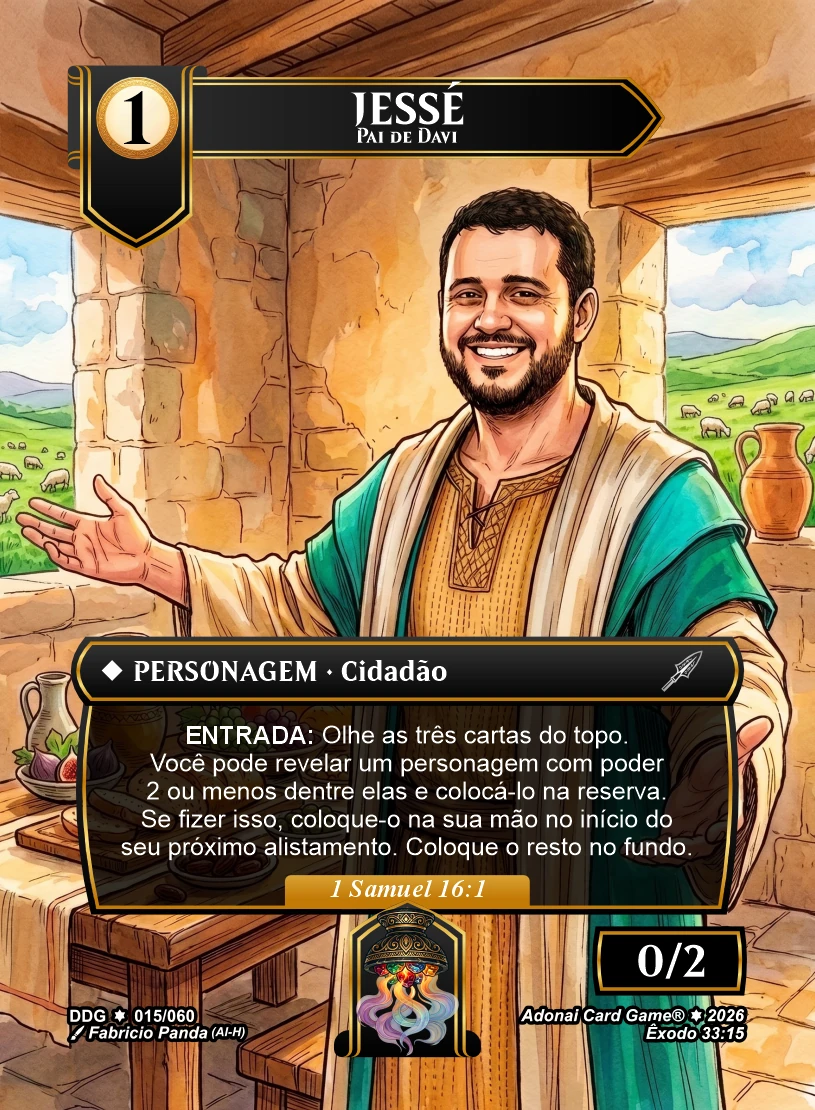 1
JESSÉ
PAI DE DAVI
PERSONAGEM · Cidadão
ENTRADA: Olhe as três cartas do topo.
Você pode revelar um personagem com poder
2 ou menos dentre elas e colocá-lo na reserva.
Se fizer isso, coloque-o na sua mão no início do
seu próximo alistamento. Coloque o resto no fundo.
1 Samuel 16:1
0/2
DDG ✶ 015/060
Fabricio Panda (AI-H)
Adonai Card Game® ✶ 2026
Êxodo 33:15